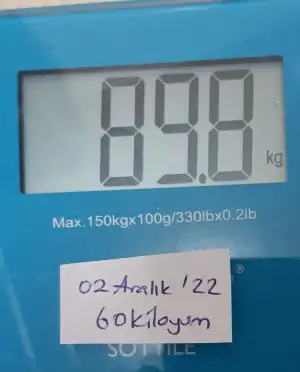 89.8
kg
Max.150kgx100g/330lbx0.2lb
®
02 Aralık '22
60kiloyum